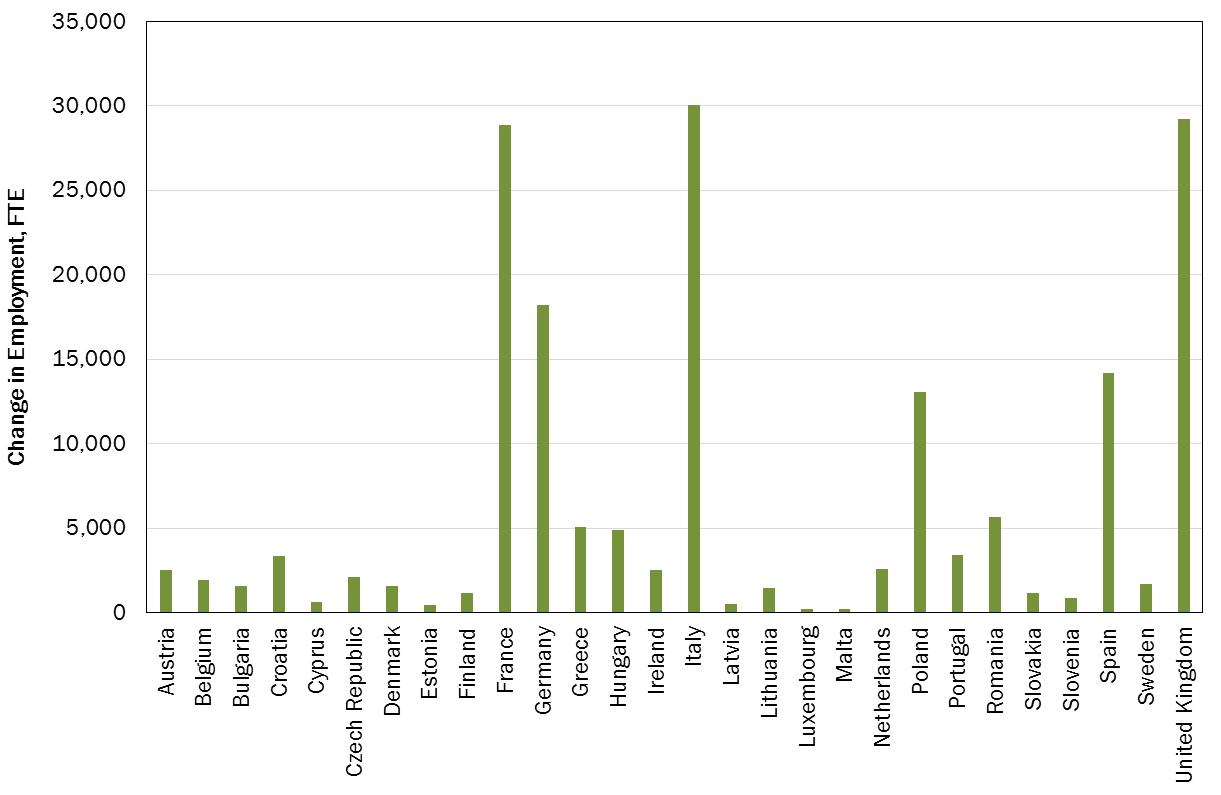 35,000
30,000
25,000
20,000
15,000
10,000
5,000
0
Change in Employment, FTE
Austria
Belgium
Bulgaria
Croatia
Cyprus
Czech Republic
Denmark
Estonia
Finland
France
Germany
Greece
Hungary
Ireland
Italy
Latvia
Lithuania
Luxembourg
Malta
Netherlands
Poland
Portugal
Romania
Slovakia
Slovenia
Spain
Sweden
United Kingdom